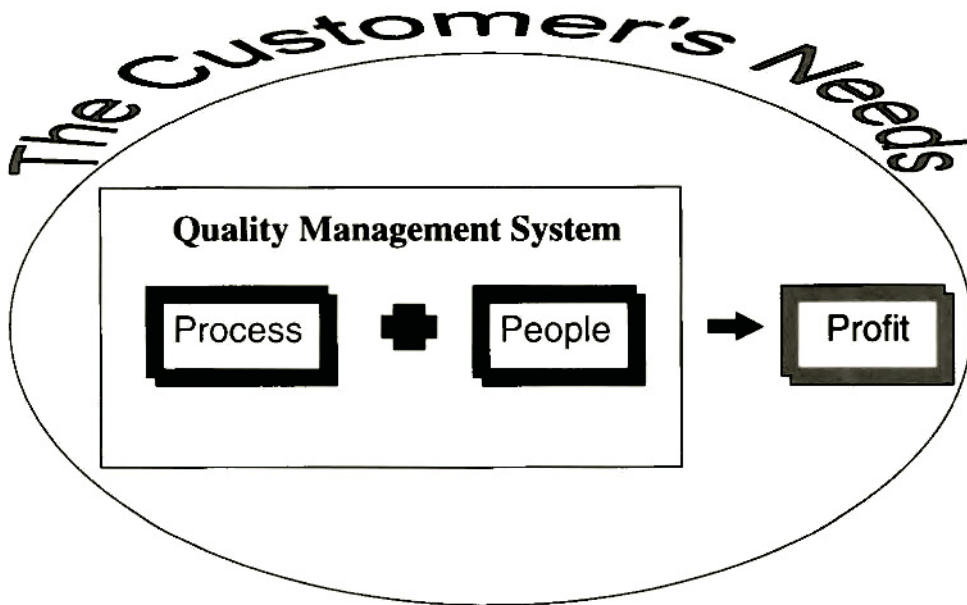 The Customer's Needs
Quality Management System
Process
People
Profit